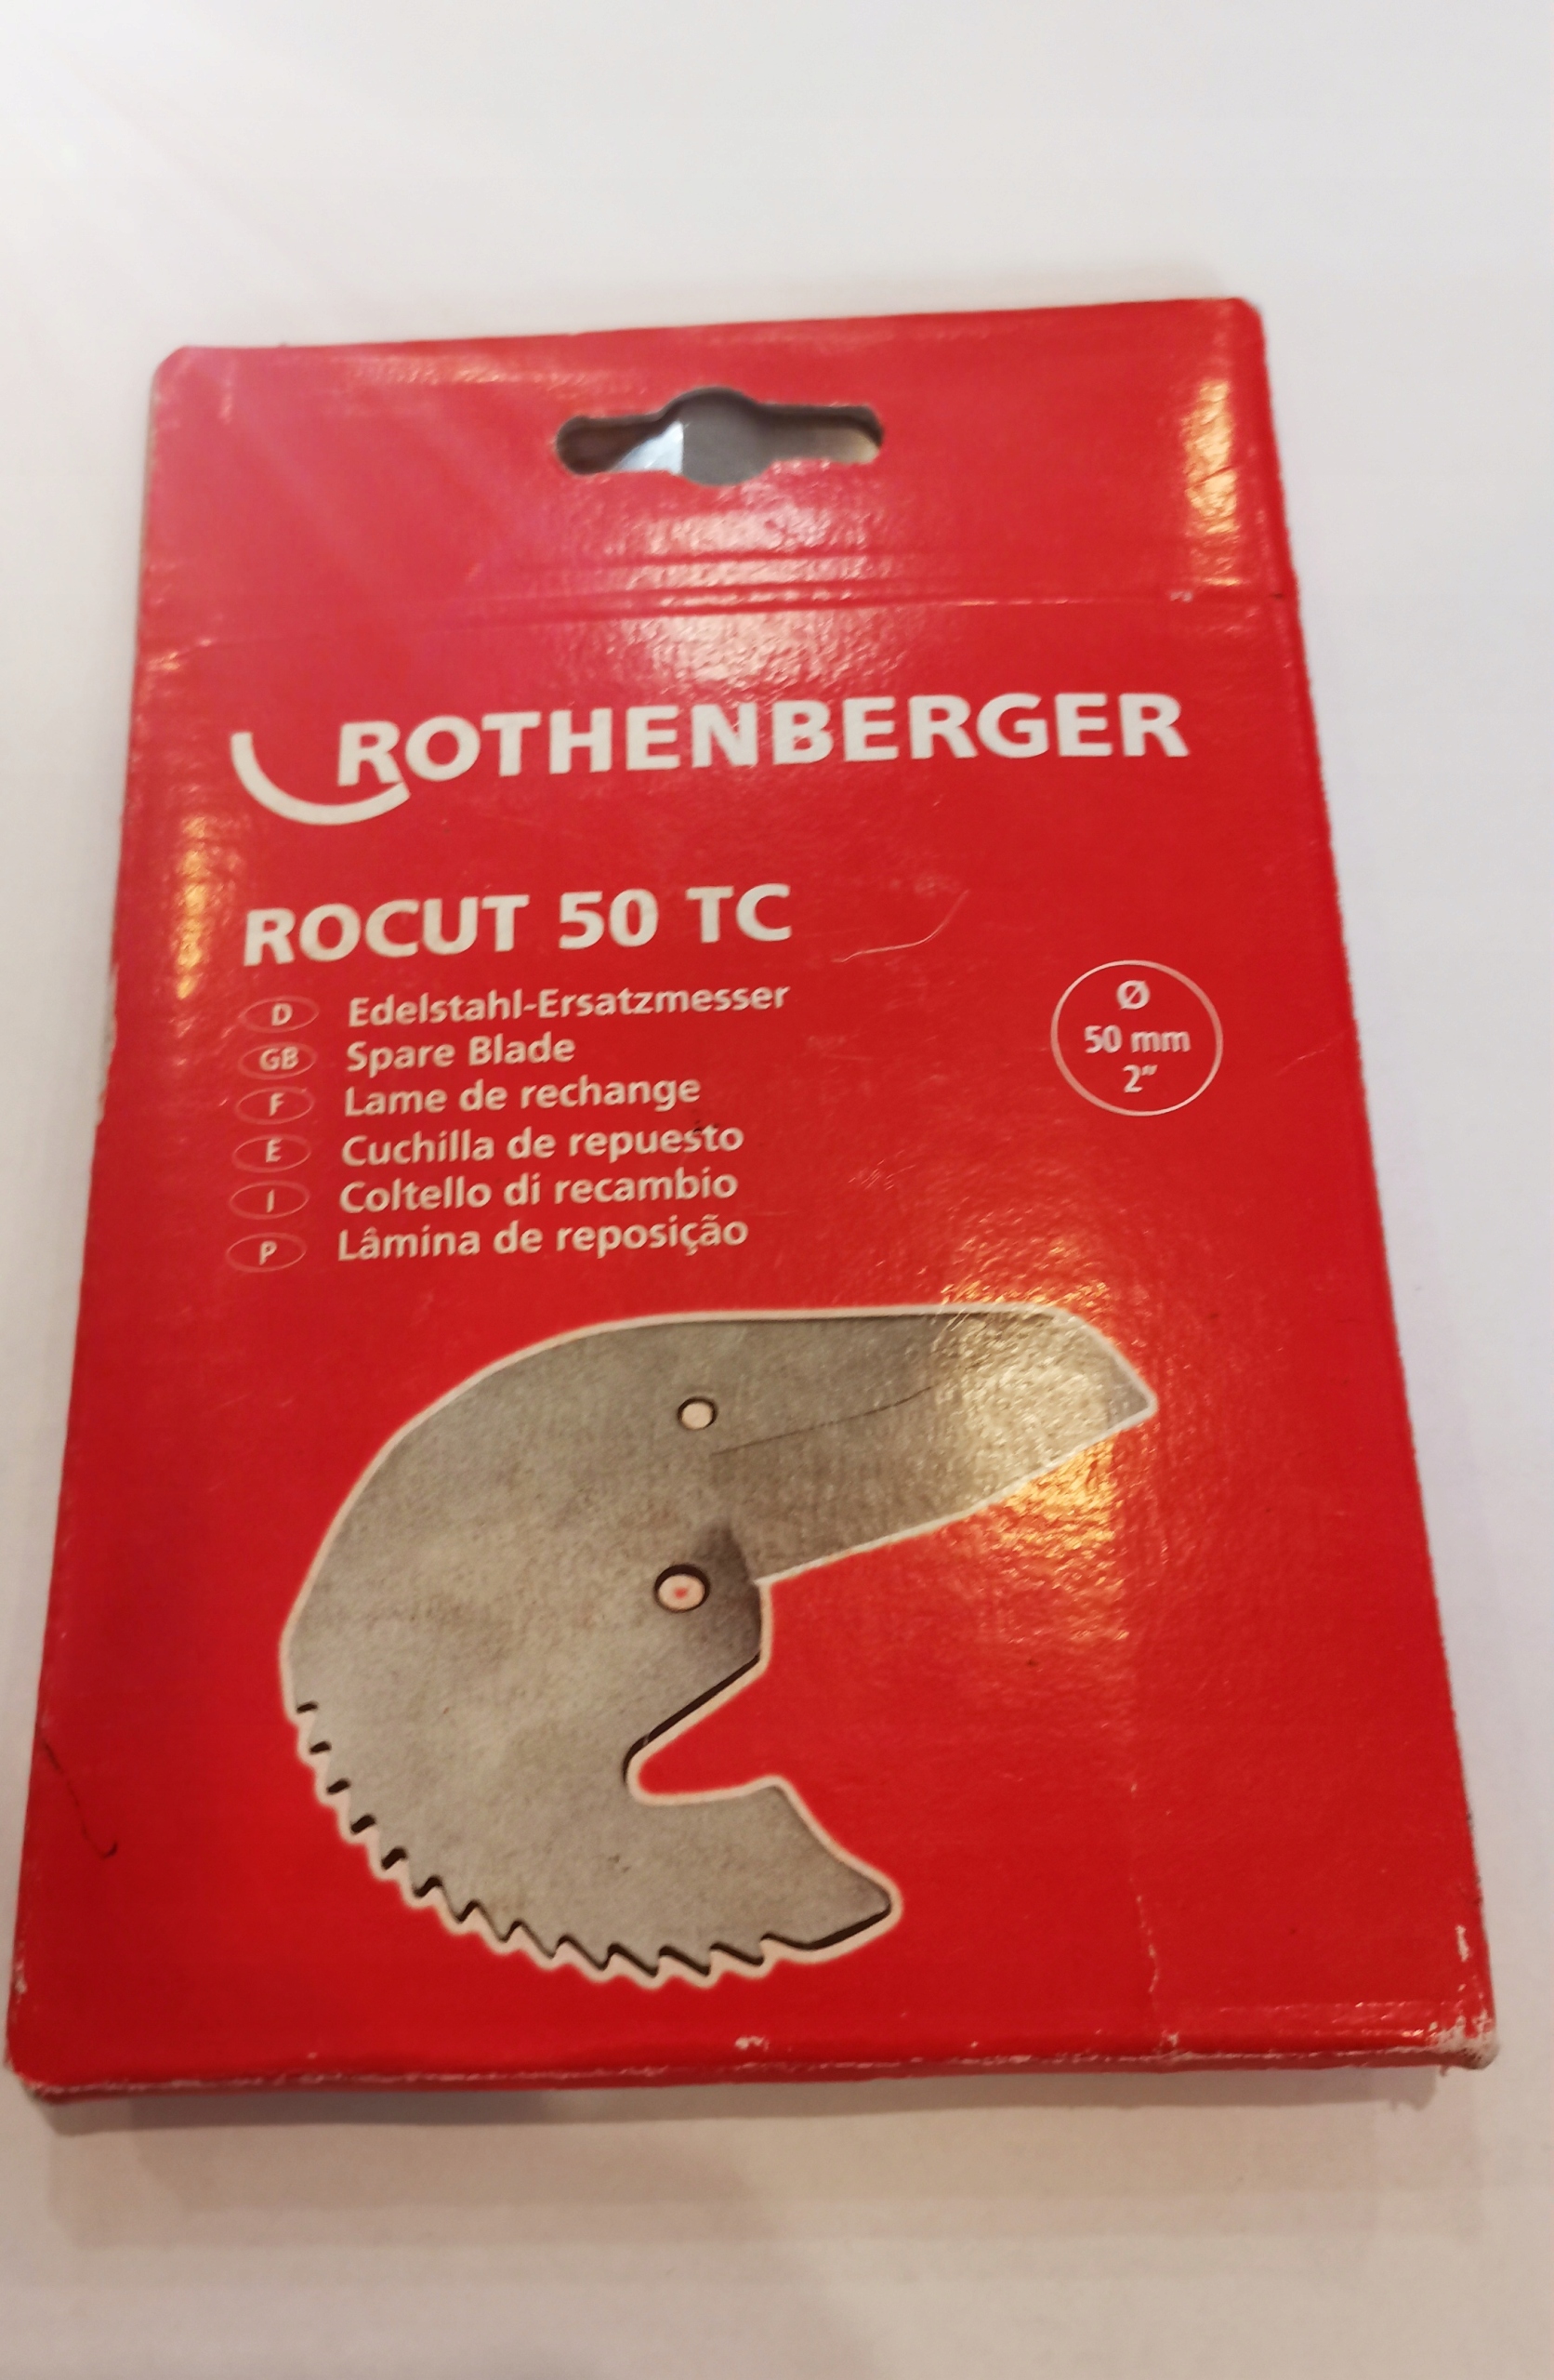 ROTHENBERGER
ROCUT 50 TC
D Edelstahl-Ersatzmesser
GB Spare Blade
F Lame de rechange
E Cuchilla de repuesto
I Coltello di recambio
P Lâmina de reposição
Ø
50 mm
2"